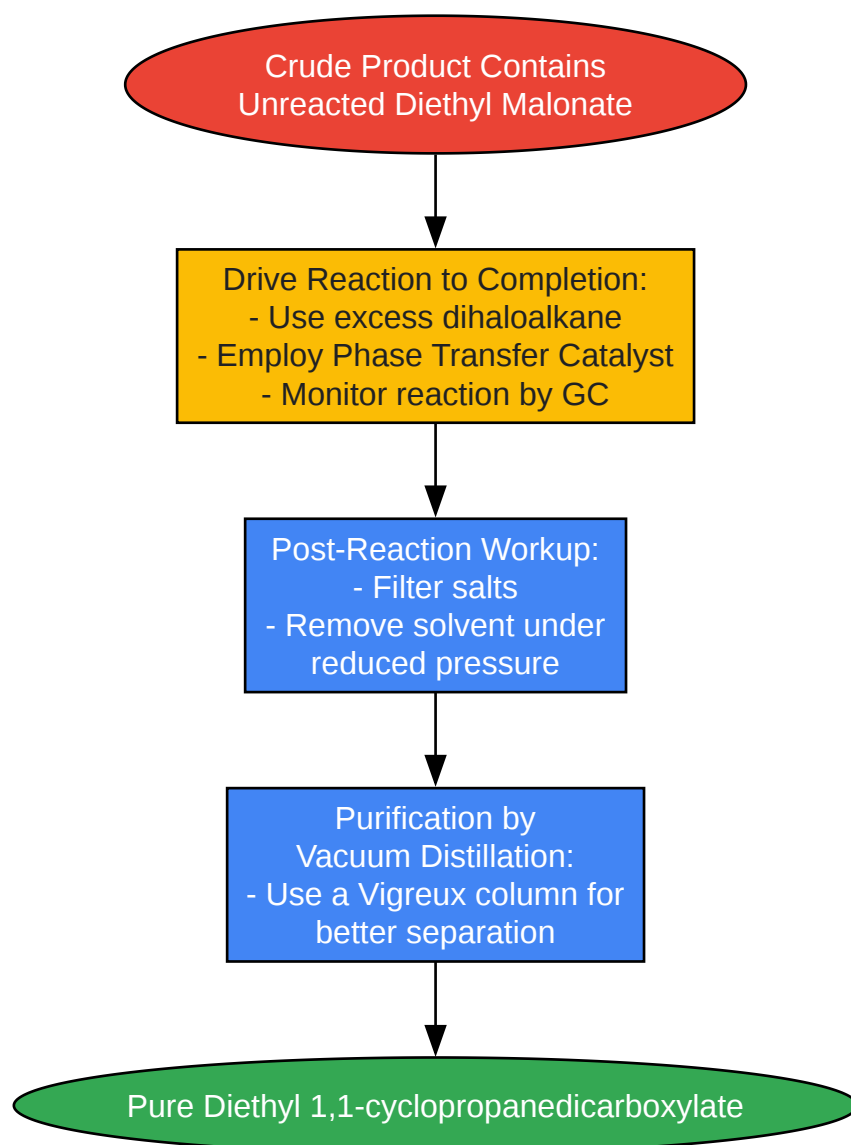 Crude Product Contains
Unreacted Diethyl Malonate
Drive Reaction to Completion:
- Use excess dihaloalkane
- Employ Phase Transfer Catalyst
- Monitor reaction by GC
Post-Reaction Workup:
- Filter salts
- Remove solvent under
reduced pressure
Purification by
Vacuum Distillation:
- Use a Vigreux column for
better separation
Pure Diethyl 1,1-cyclopropanedicarboxylate